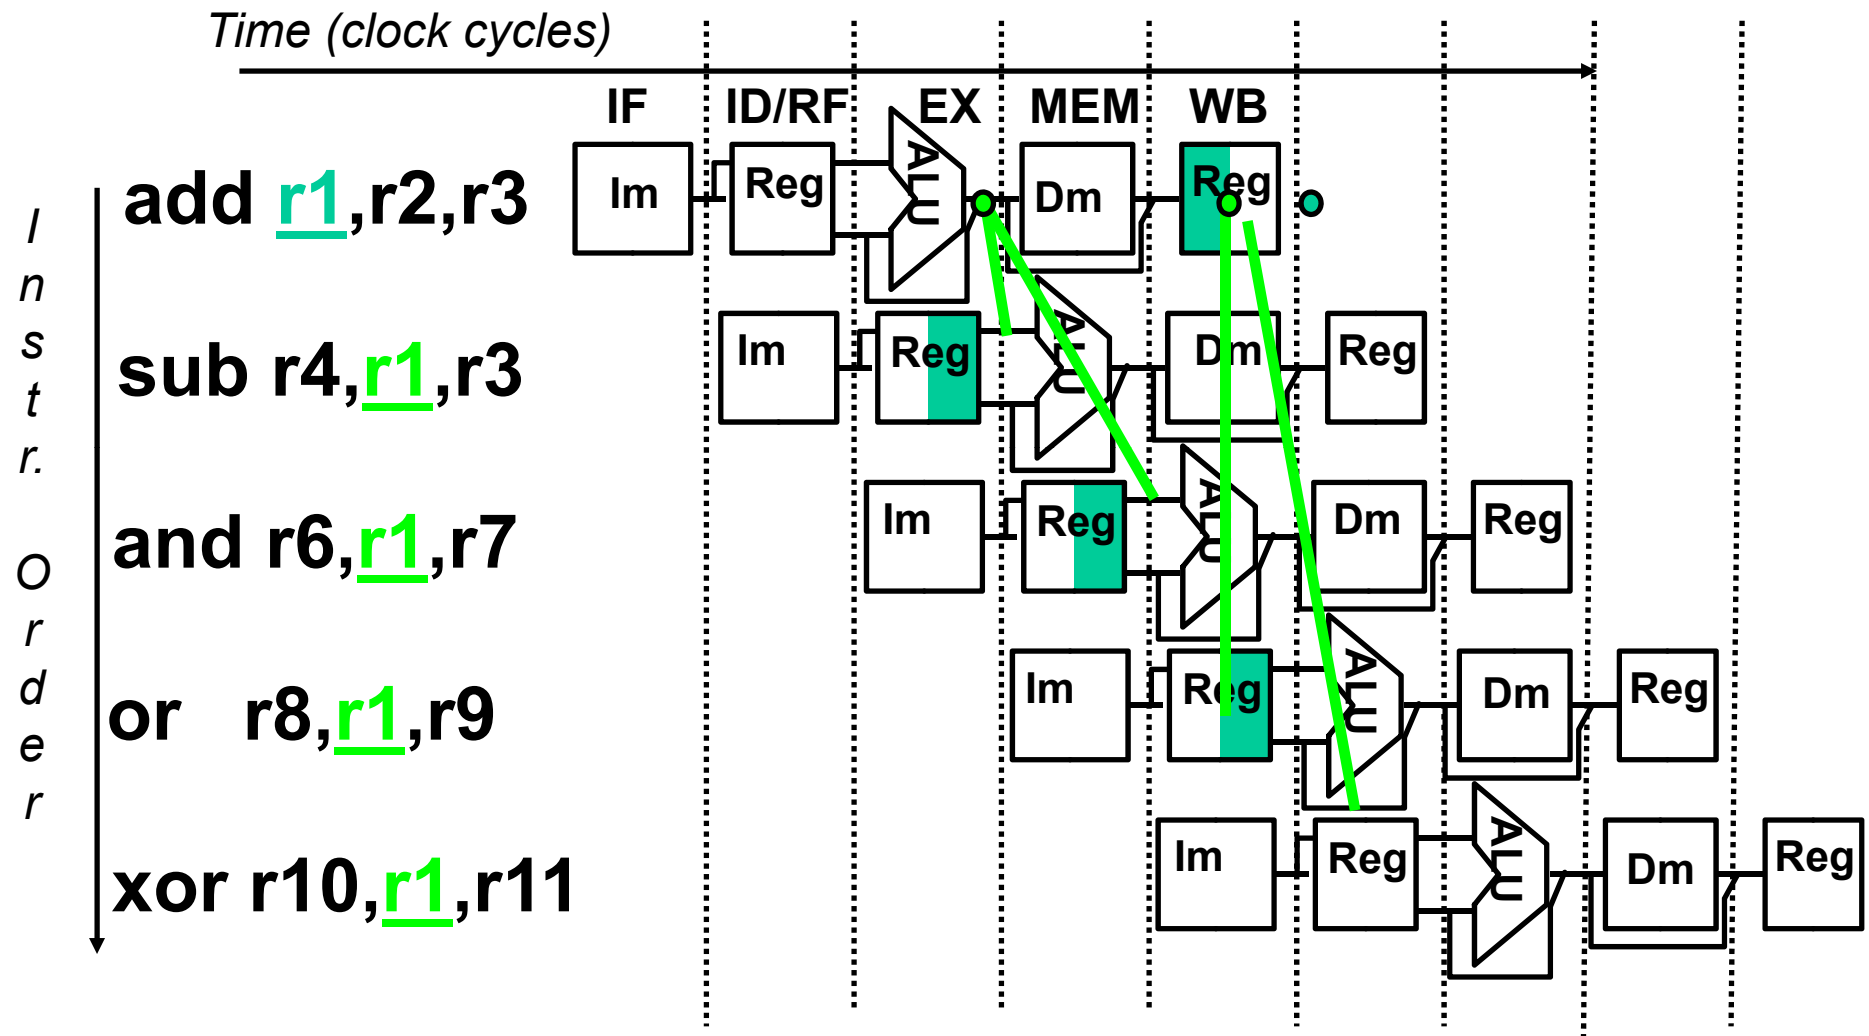 Time (clock cycles)
IF ID/RF EX MEM WB
Instr. Order
add r1,r2,r3
Im Reg ALU Dm Reg
sub r4,r1,r3
Im Reg ALU Dm Reg
and r6,r1,r7
Im Reg ALU Dm Reg
or r8,r1,r9
Im Reg ALU Dm Reg
xor r10,r1,r11
Im Reg ALU Dm Reg